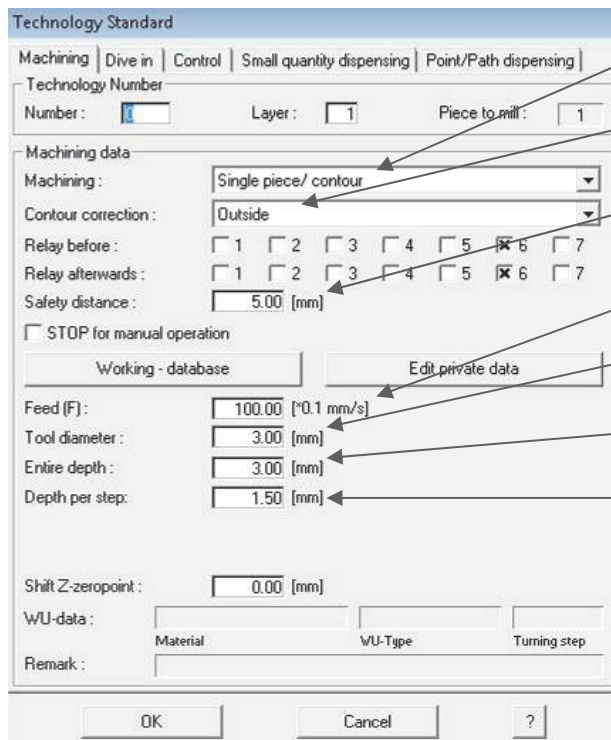 Technology Standard
Machining Dive in Control Small quantity dispensing Point/Path dispensing
Technology Number
Number : 0 Layer : 1 Piece to mill : 1
Machining data
Machining : Single piece/ contour
Contour correction : Outside
Relay before : 1 2 3 4 5 6 7
Relay afterwards : 1 2 3 4 5 6 7
Safety distance : 5.00 [mm]
STOP for manual operation
Working - database Edit private data
Feed (F) : 100.00 [*0.1 mm/s]
Tool diameter : 3.00 [mm]
Entire depth : 3.00 [mm]
Depth per step: 1.50 [mm]
Shift Z-zeropoint : 0.00 [mm]
WU-data :
Material WU-Type Turning step
Remark :
OK Cancel ?